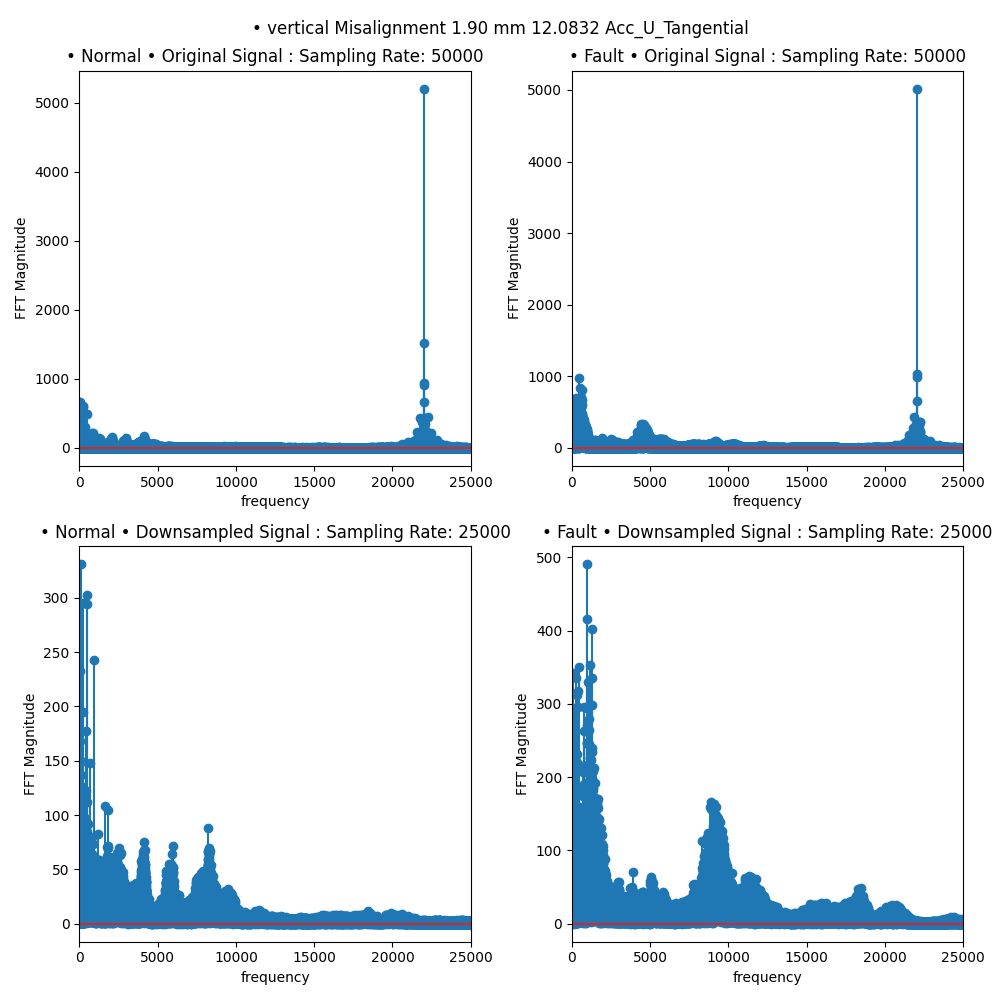 • vertical Misalignment 1.90 mm 12.0832 Acc_U_Tangential
• Normal • Original Signal : Sampling Rate: 50000
FFT Magnitude
5000
4000
3000
2000
1000
0
0 5000 10000 15000 20000 25000
frequency
• Fault • Original Signal : Sampling Rate: 50000
FFT Magnitude
5000
4000
3000
2000
1000
0
0 5000 10000 15000 20000 25000
frequency
• Normal • Downsampled Signal : Sampling Rate: 25000
FFT Magnitude
300
250
200
150
100
50
0
0 5000 10000 15000 20000 25000
frequency
• Fault • Downsampled Signal : Sampling Rate: 25000
FFT Magnitude
500
400
300
200
100
0
0 5000 10000 15000 20000 25000
frequency